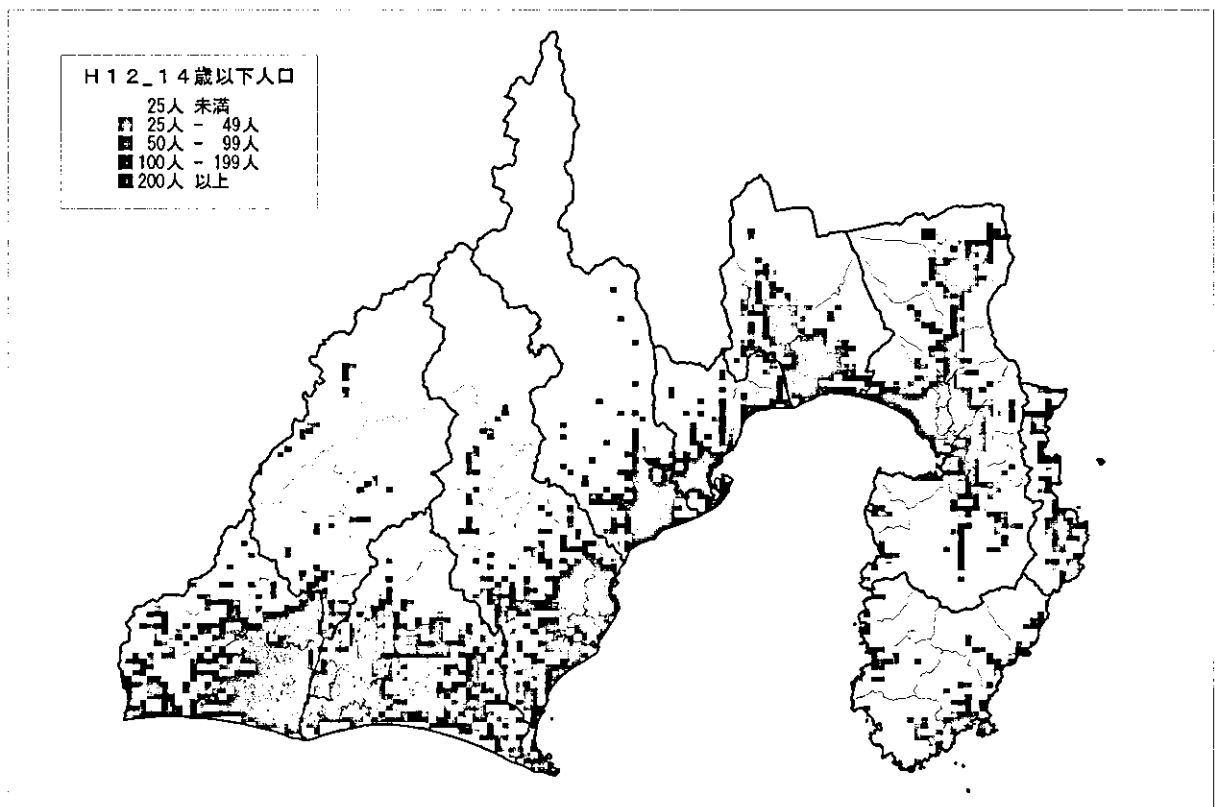 H12_14歳以下人口
25人 未満
25人 - 49人
50人 - 99人
100人 - 199人
200人 以上